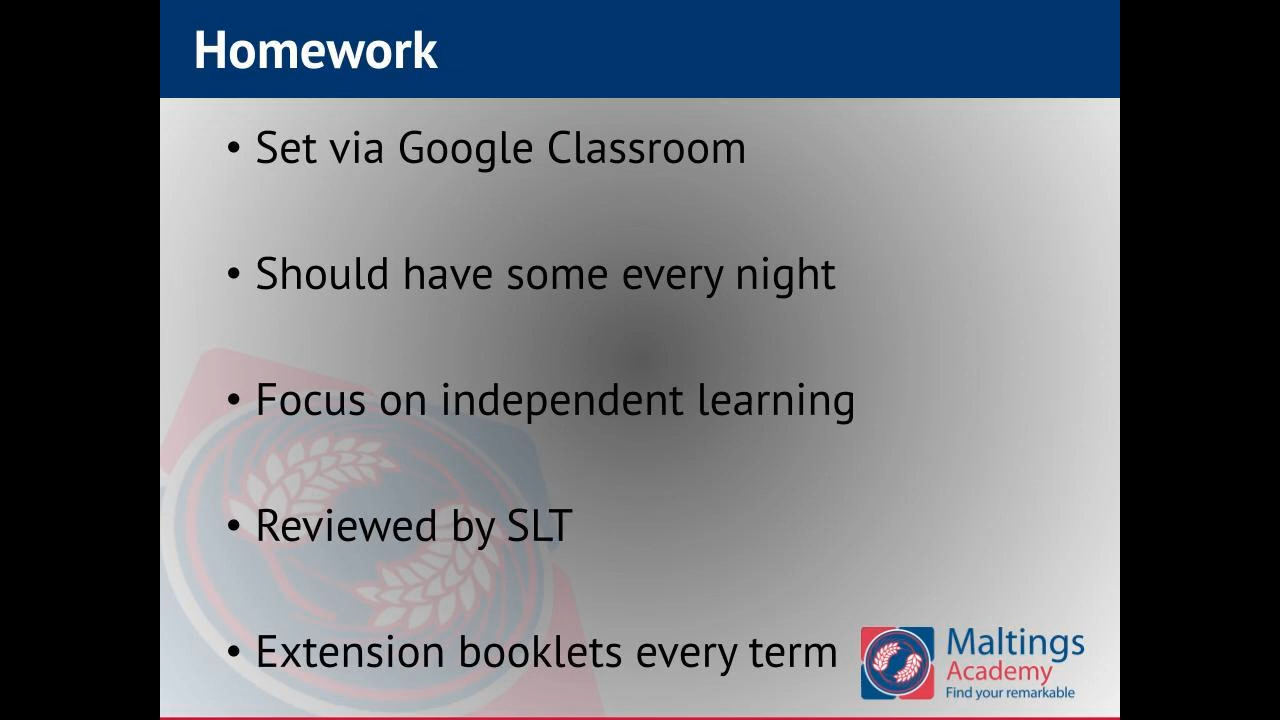 Homework
• Set via Google Classroom
• Should have some every night
• Focus on independent learning
• Reviewed by SLT
• Extension booklets every term
Maltings
Academy
Find your remarkable